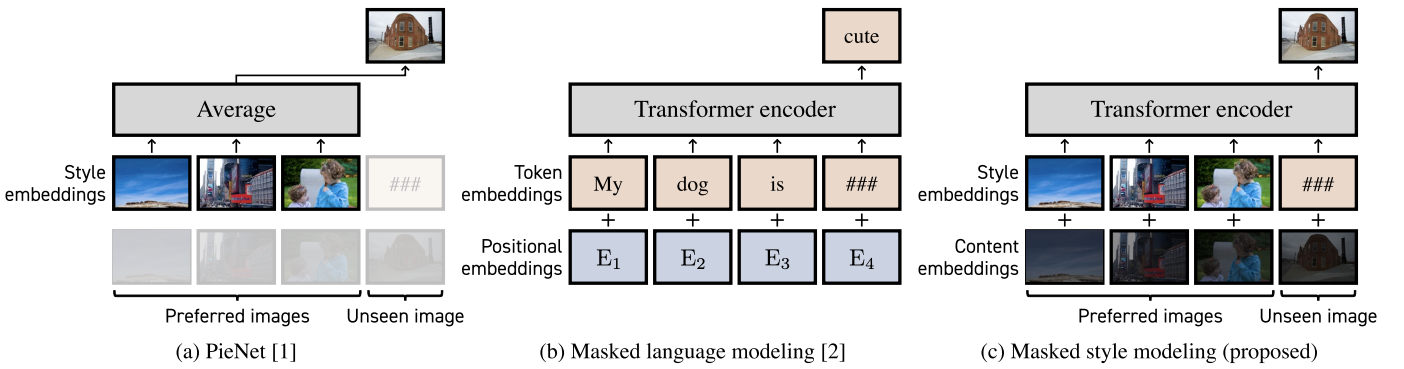 Average
Style
embeddings
###
Preferred images
Unseen image
(a) PieNet [1]
cute
Transformer encoder
Token
embeddings
My
dog
is
###
+
+
+
+
Positional
embeddings
E1
E2
E3
E4
(b) Masked language modeling [2]
Transformer encoder
Style
embeddings
###
+
+
+
+
Content
embeddings
Preferred images
Unseen image
(c) Masked style modeling (proposed)